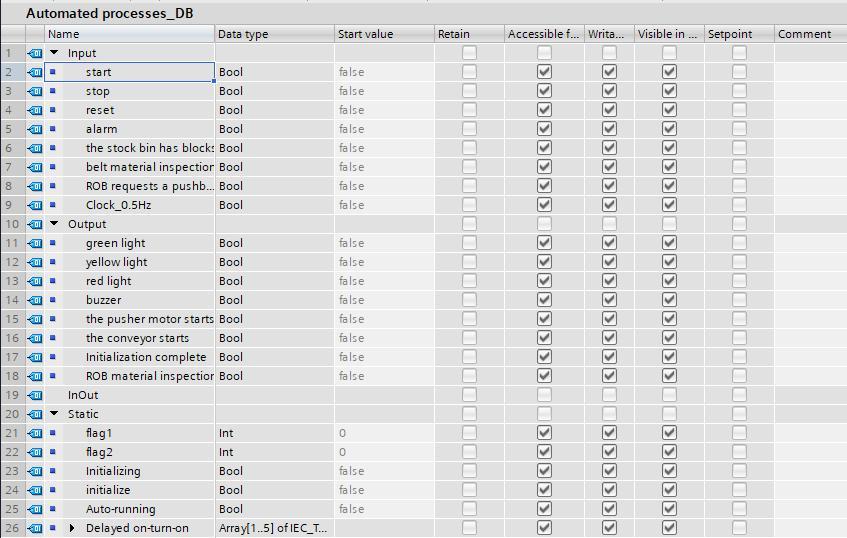 Automated processes_DB
Name Data type Start value Retain Accessible f... Writa... Visible in ... Setpoint Comment
1 Input
2 start Bool false
3 stop Bool false
4 reset Bool false
5 alarm Bool false
6 the stock bin has blocks Bool false
7 belt material inspection Bool false
8 ROB requests a pushb... Bool false
9 Clock_0.5Hz Bool false
10 Output
11 green light Bool false
12 yellow light Bool false
13 red light Bool false
14 buzzer Bool false
15 the pusher motor starts Bool false
16 the conveyor starts Bool false
17 Initialization complete Bool false
18 ROB material inspection Bool false
19 InOut
20 Static
21 flag1 Int 0
22 flag2 Int 0
23 Initializing Bool false
24 initialize Bool false
25 Auto-running Bool false
26 Delayed on-turn-on Array[1..5] of IEC_T...